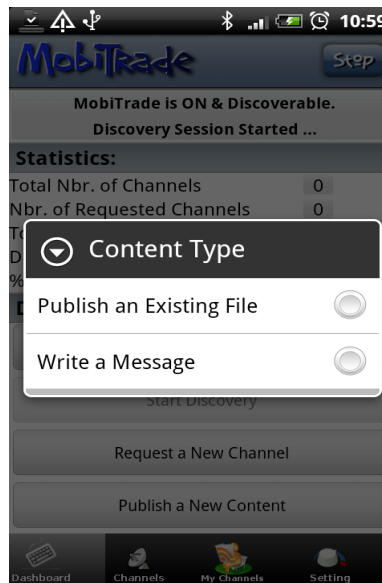 10:59
MobiTrade
Stop
MobiTrade is ON & Discoverable.
Discovery Session Started ...
Statistics:
Total Nbr. of Channels 0
Nbr. of Requested Channels 0
Content Type
Publish an Existing File
Write a Message
Start Discovery
Request a New Channel
Publish a New Content
Dashboard
Channels
My Channels
Setting